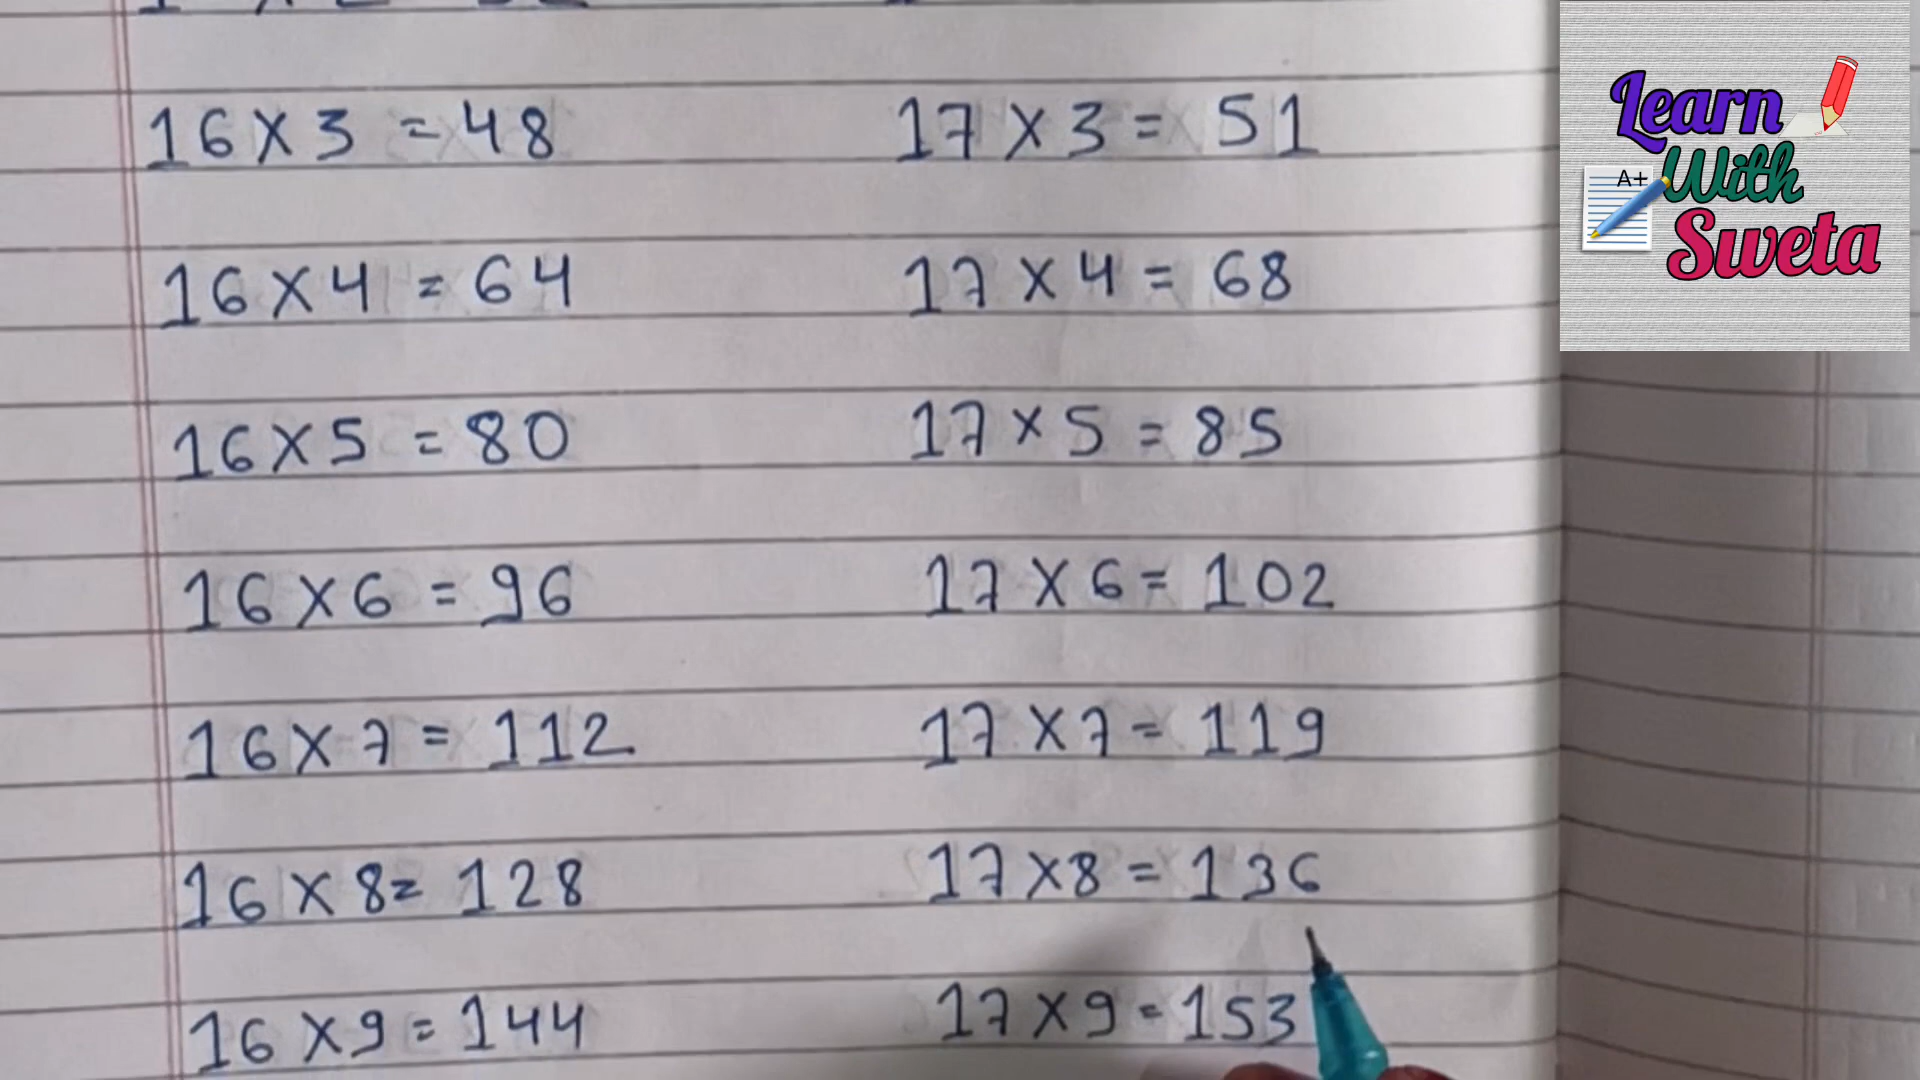 16 X 3 = 48
17 X 3 = 51
16 X 4 = 64
17 X 4 = 68
16 X 5 = 80
17 X 5 = 85
16 X 6 = 96
17 X 6 = 102
16 X 7 = 112
17 X 7 = 119
16 X 8 = 128
17 X 8 = 136
16 X 9 = 144
17 X 9 = 153
Learn
With
A+
Sweta